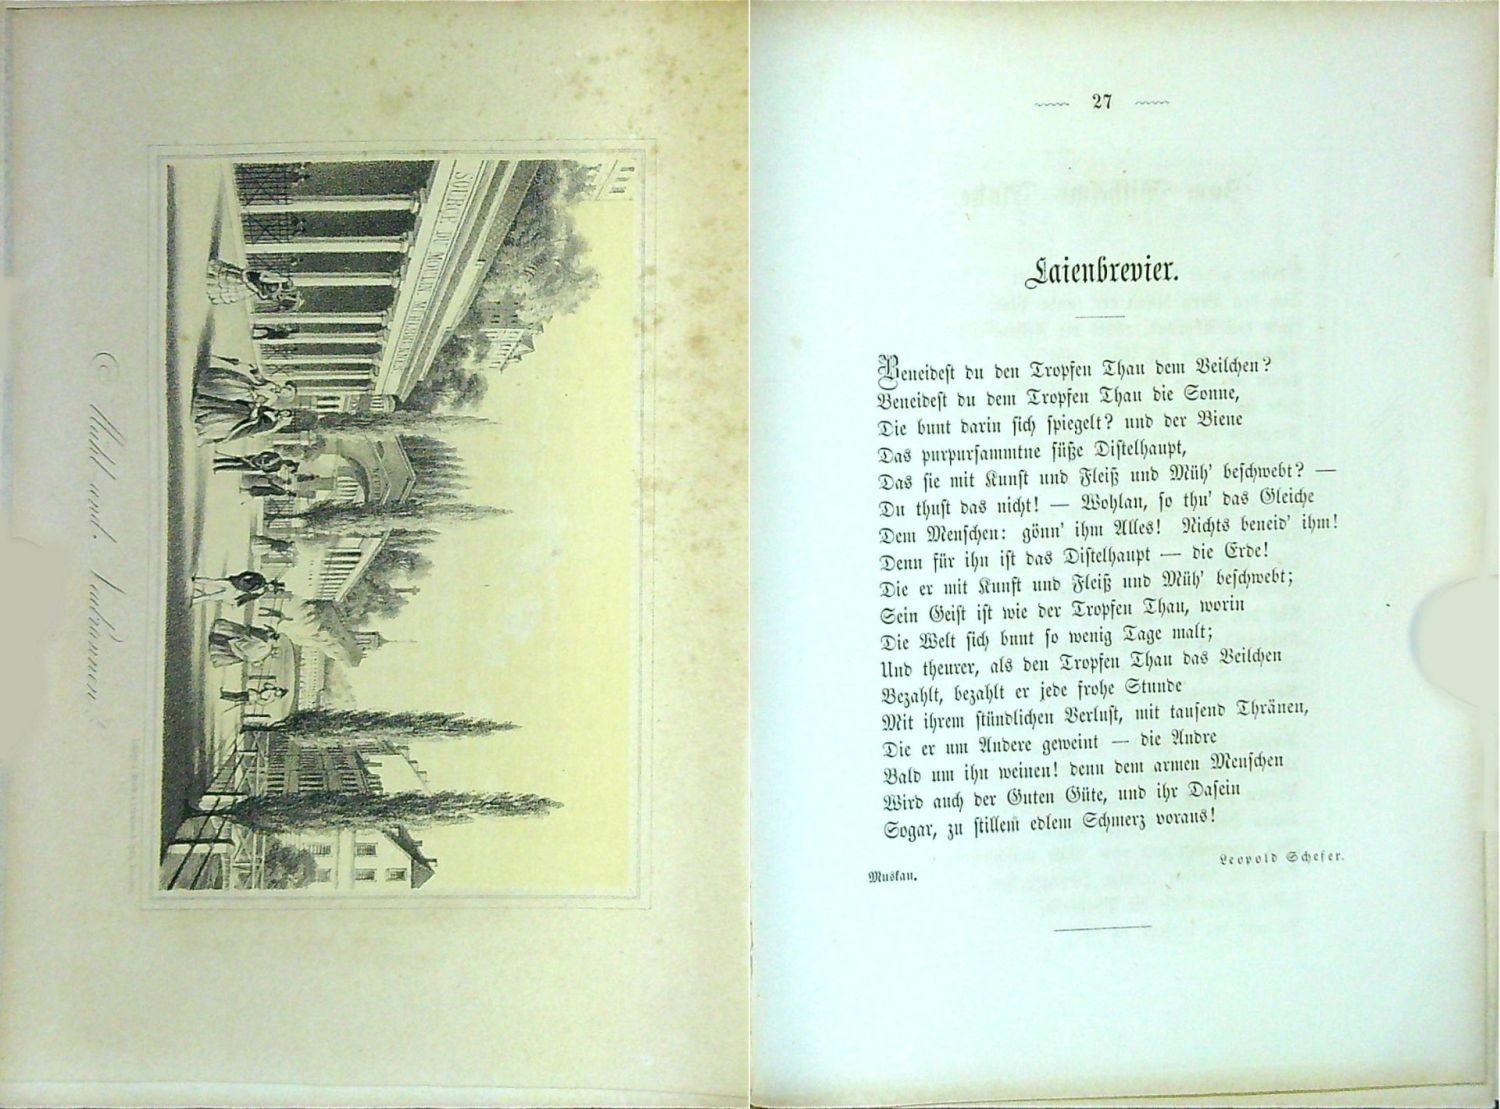 SOURCE DU MOULIN MÜHLBRUNNEN
Mühl und Neubrunnen
27
Laienbrevier.
Beneidest du den Tropfen Thau dem Veilchen?
Beneidest du dem Tropfen Thau die Sonne,
Die bunt darin sich spiegelt? und der Biene
Das purpursammtne süße Distelhaupt,
Das sie mit Kunst und Fleiß und Müh' beschwebt? —
Du thust das nicht! — Wohlan, so thu' das Gleiche
Dem Menschen: gönn' ihm Alles! Nichts beneid' ihm!
Denn für ihn ist das Distelhaupt — die Erde!
Die er mit Kunst und Fleiß und Müh' beschwebt;
Sein Geist ist wie der Tropfen Thau, worin
Die Welt sich bunt so wenig Tage malt;
Und theurer, als den Tropfen Thau das Veilchen
Bezahlt, bezahlt er jede frohe Stunde
Mit ihrem stündlichen Verlust, mit tausend Thränen,
Die er um Andere geweint — die Andre
Bald um ihn weinen! denn dem armen Menschen
Wird auch der Guten Güte, und ihr Dasein
Sogar, zu stillem edlem Schmerz voraus!
Leopold Schefer.
Muskau.